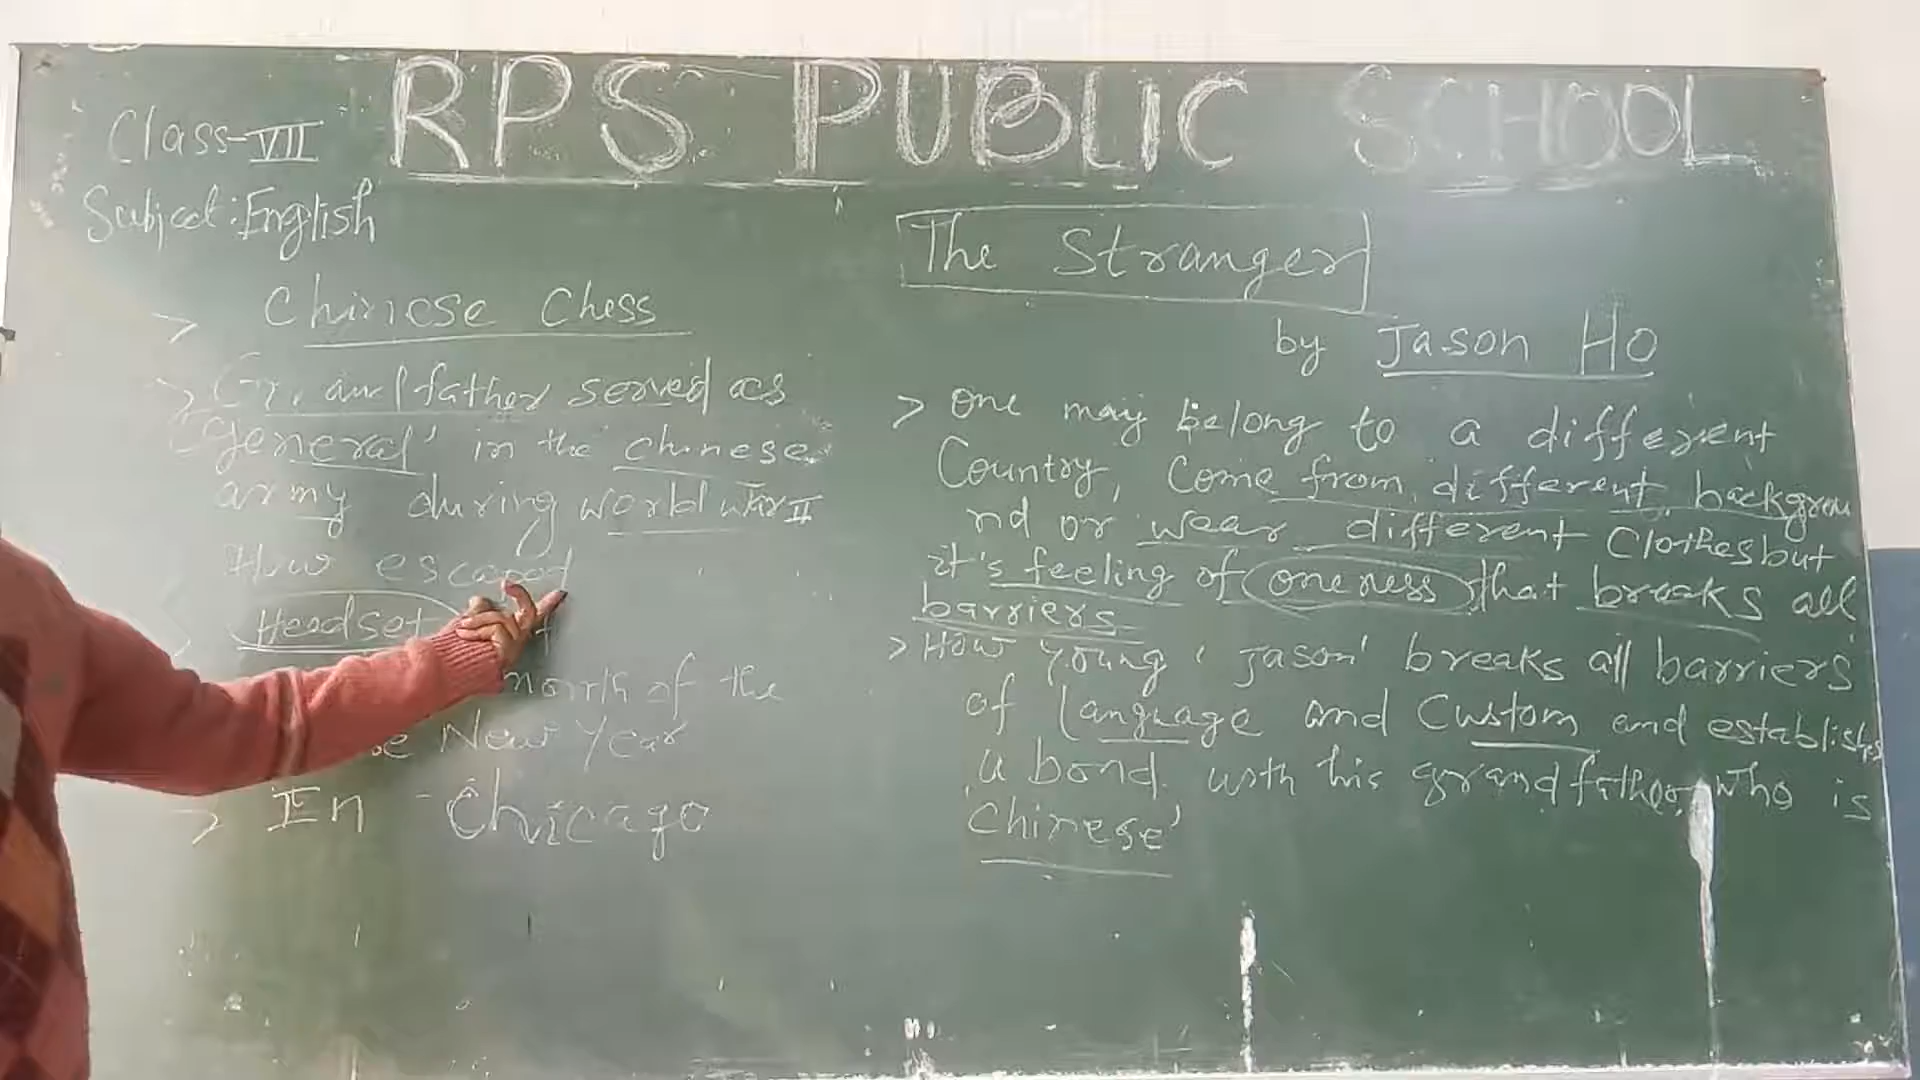 RPS PUBLIC SCHOOL
Class-VII
Subject: English
The Stranger
by Jason Ho
> Chinese Chess
> Grandfather served as
'general' in the chinese
army during world war II
How escaped
> Headset
month of the
New Year
> In - Chicago
> One may belong to a different
Country, Come from different backgrou
nd or wear different Clothes but
it's feeling of oneness that breaks all
barriers
> How young 'Jason' breaks all barriers
of Language and Custom and establishes
a bond with his grandfather, who is
'Chinese'